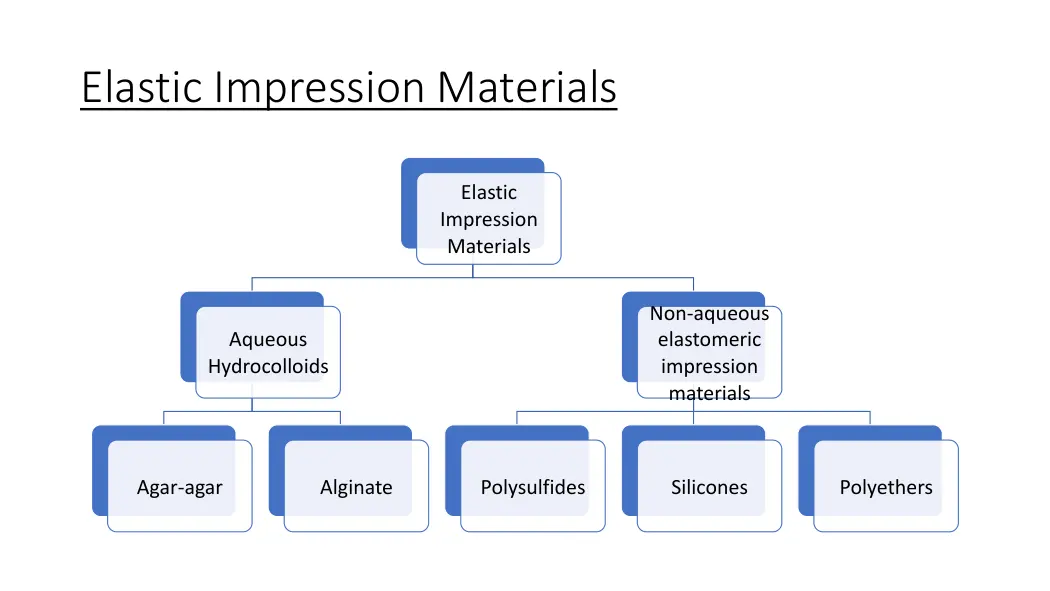 Elastic Impression Materials
Elastic
Impression
Materials
Aqueous
Hydrocolloids
Non-aqueous
elastomeric
impression
materials
Agar-agar
Alginate
Polysulfides
Silicones
Polyethers